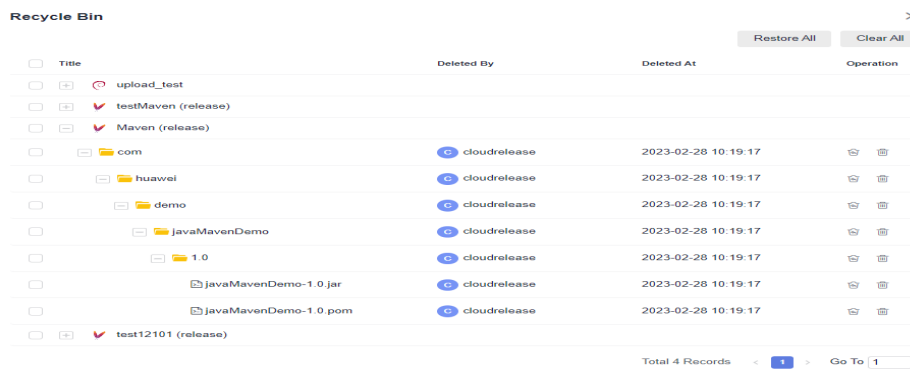 Recycle Bin
Restore All Clear All
Title Deleted By Deleted At Operation
upload_test
testMaven (release)
Maven (release)
com C cloudrelease 2023-02-28 10:19:17
huawei C cloudrelease 2023-02-28 10:19:17
demo C cloudrelease 2023-02-28 10:19:17
javaMavenDemo C cloudrelease 2023-02-28 10:19:17
1.0 C cloudrelease 2023-02-28 10:19:17
javaMavenDemo-1.0.jar C cloudrelease 2023-02-28 10:19:17
javaMavenDemo-1.0.pom C cloudrelease 2023-02-28 10:19:17
test12101 (release)
Total 4 Records < 1 > Go To 1